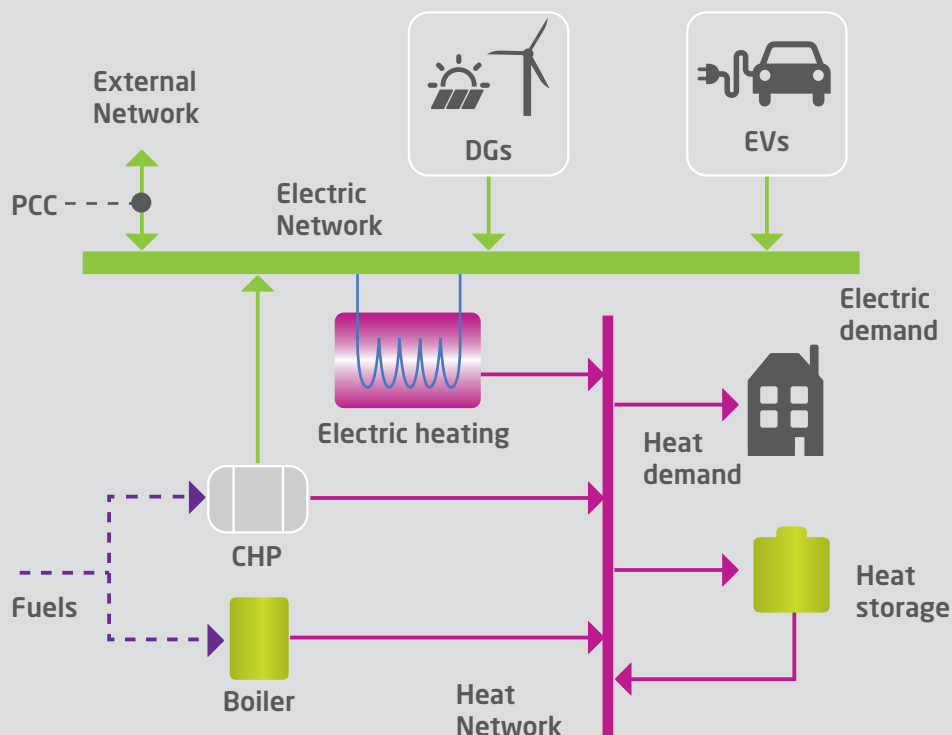 External
Network
DGs
EVs
PCC
Electric
Network
Electric
demand
Electric heating
Heat
demand
CHP
Fuels
Heat
storage
Boiler
Heat
Network